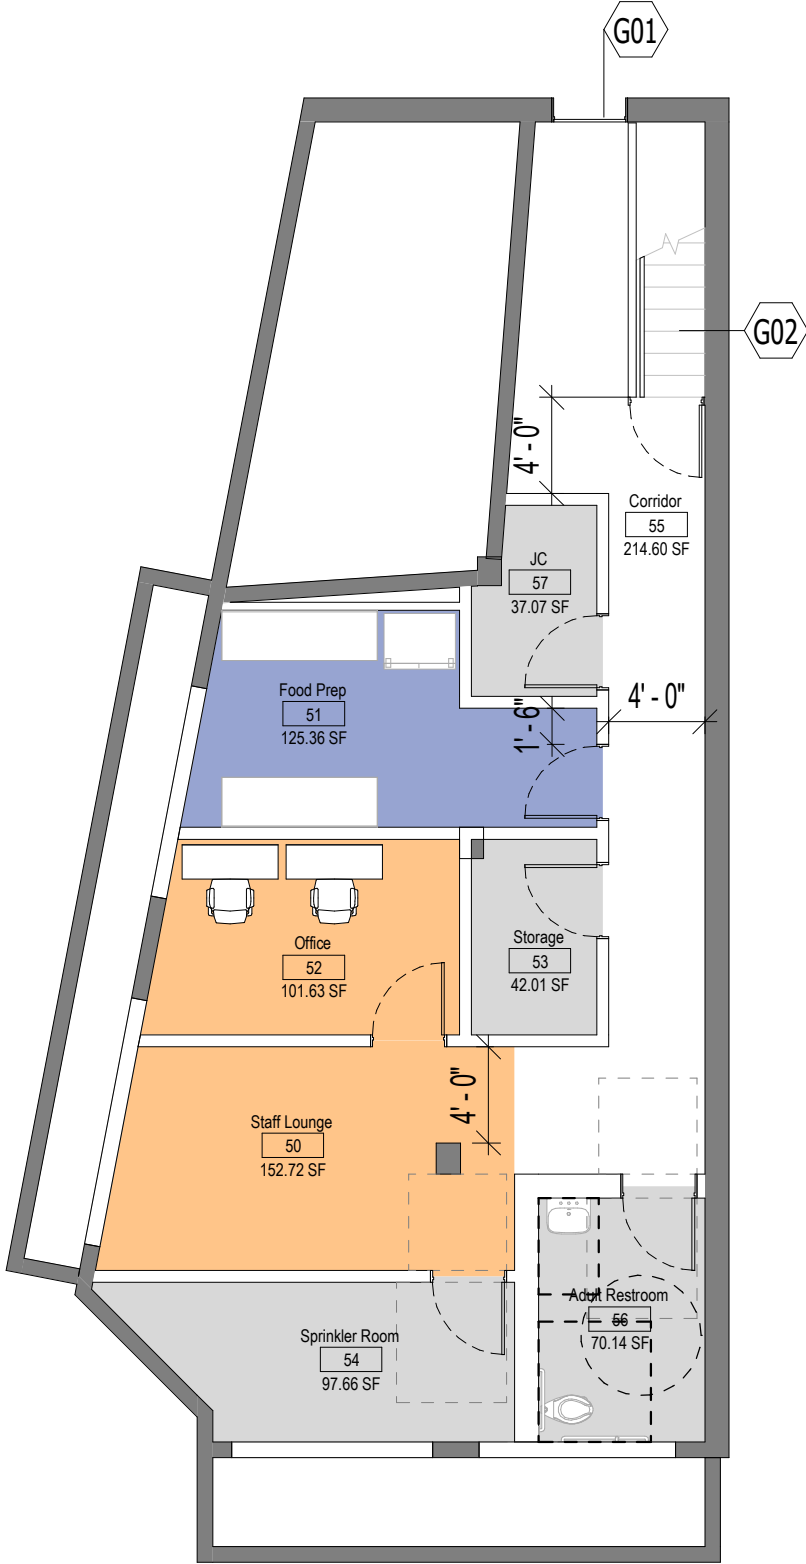 G01
G02
4' - 0"
Corridor
55
214.60 SF
JC
57
37.07 SF
4' - 0"
1' - 6"
Food Prep
51
125.36 SF
Office
52
101.63 SF
Storage
53
42.01 SF
4' - 0"
Staff Lounge
50
152.72 SF
Adult Restroom
56
70.14 SF
Sprinkler Room
54
97.66 SF